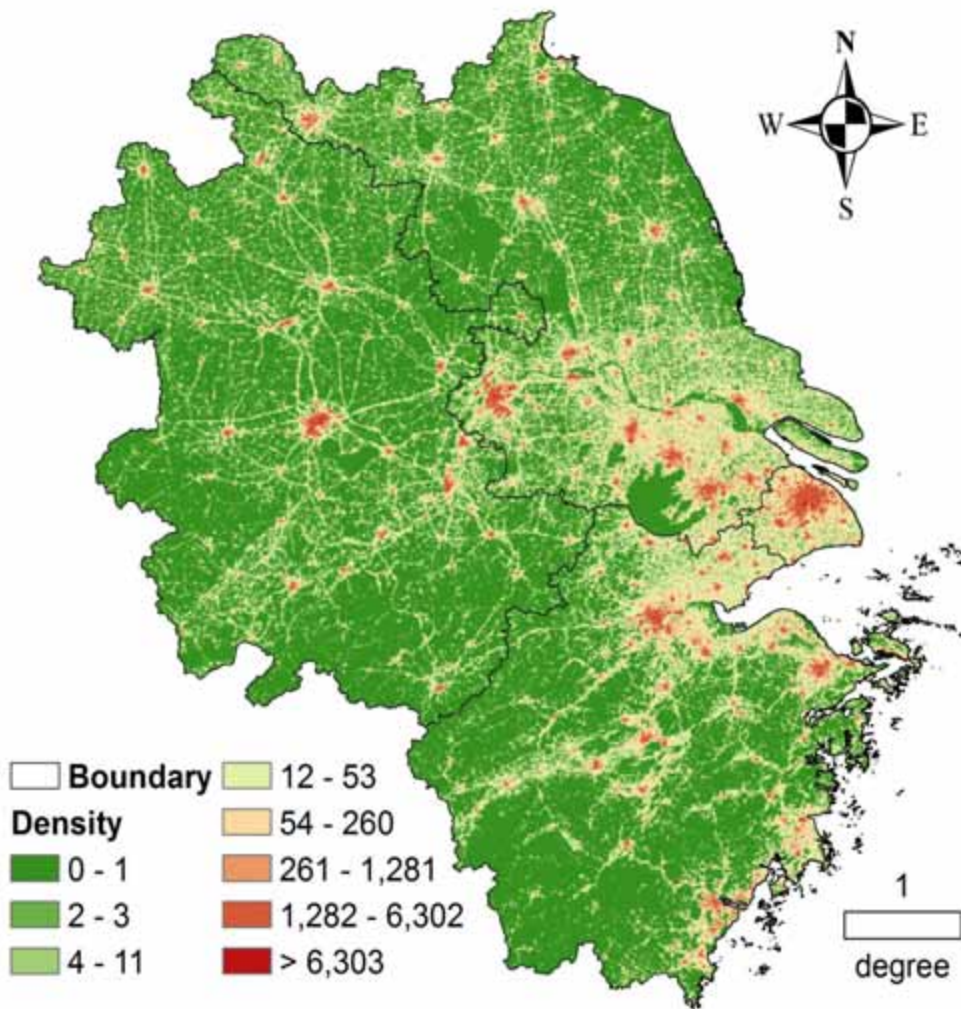 N
W E
S
Boundary
Density
0 - 1
2 - 3
4 - 11
12 - 53
54 - 260
261 - 1,281
1,282 - 6,302
> 6,303
1
degree